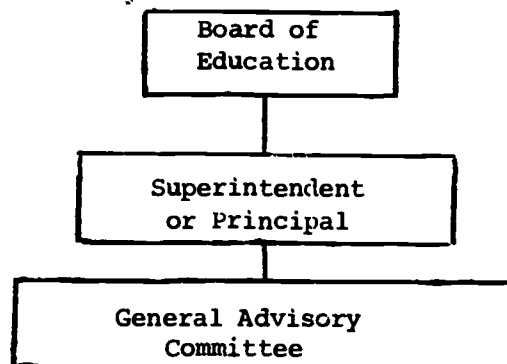 Board of
Education
Superintendent
or Principal
General Advisory
Committee